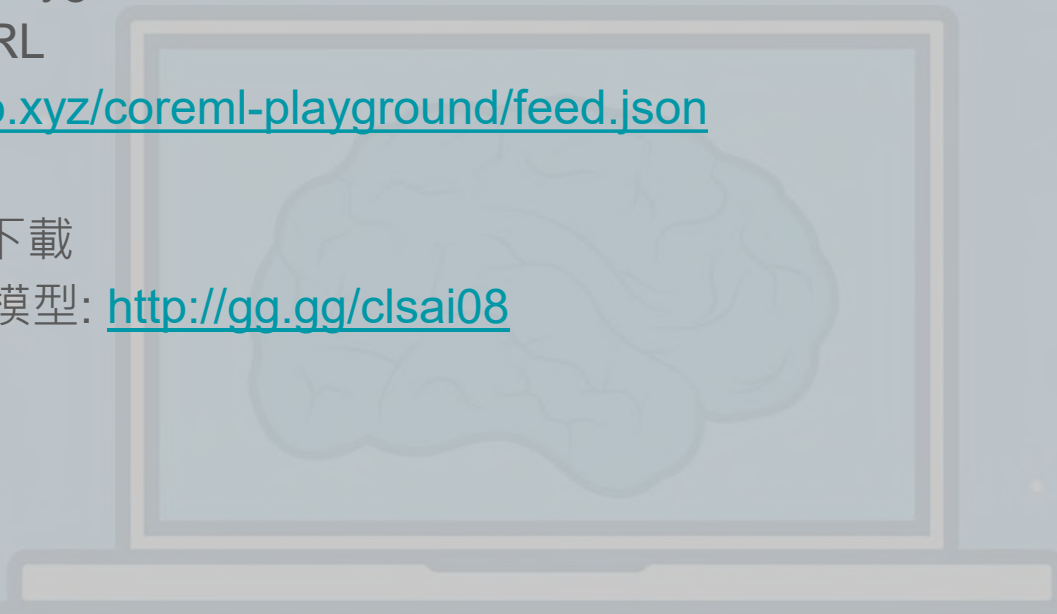 RL
.xyz/coreml-playground/feed.json
下載
模型: http://gg.gg/clsai08